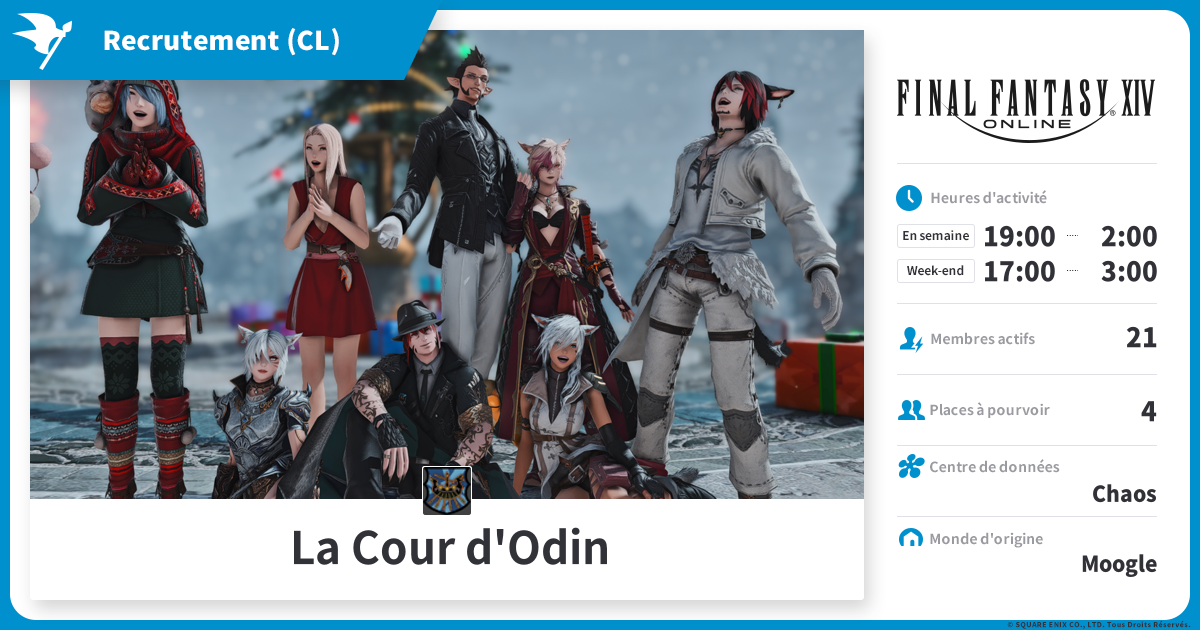 Recrutement (CL)
FINAL FANTASY® XIV
ONLINE
Heures d'activité
En semaine 19:00 ····· 2:00
Week-end 17:00 ····· 3:00
Membres actifs 21
Places à pourvoir 4
Centre de données
Chaos
Monde d'origine
Moogle
La Cour d'Odin
© SQUARE ENIX CO., LTD. Tous Droits Réservés.